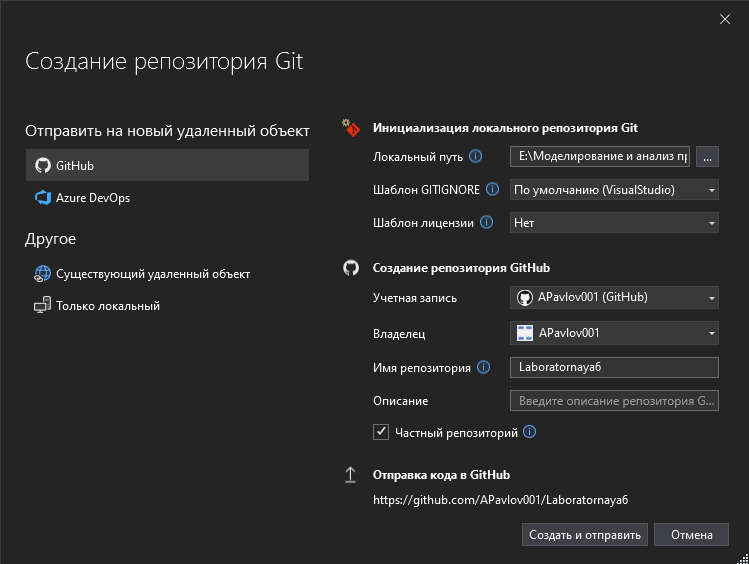 Создание репозитория Git
Отправить на новый удаленный объект
GitHub
Azure DevOps
Другое
Существующий удаленный объект
Только локальный
Инициализация локального репозитория Git
Локальный путь
E:\Моделирование и анализ пр
...
Шаблон GITIGNORE
По умолчанию (VisualStudio)
Шаблон лицензии
Нет
Создание репозитория GitHub
Учетная запись
APavlov001 (GitHub)
Владелец
APavlov001
Имя репозитория
Laboratornaya6
Описание
Введите описание репозитория G...
Частный репозиторий
Отправка кода в GitHub
https://github.com/APavlov001/Laboratornaya6
Создать и отправить
Отмена